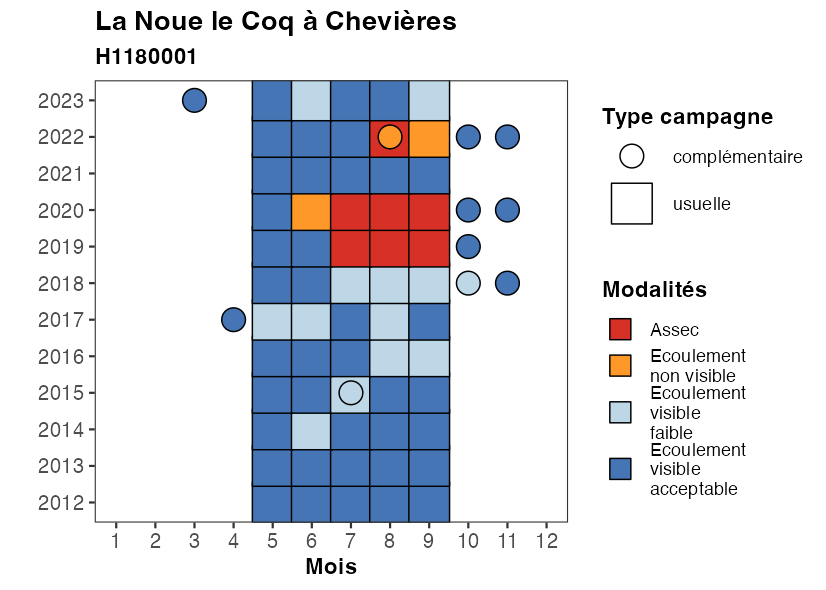 La Noue le Coq à Chevières
H1180001
2023
2022
2021
2020
2019
2018
2017
2016
2015
2014
2013
2012
1 2 3 4 5 6 7 8 9 10 11 12
Mois
Type campagne
complémentaire
usuelle
Modalités
Assec
Ecoulement
non visible
Ecoulement
visible
faible
Ecoulement
visible
acceptable